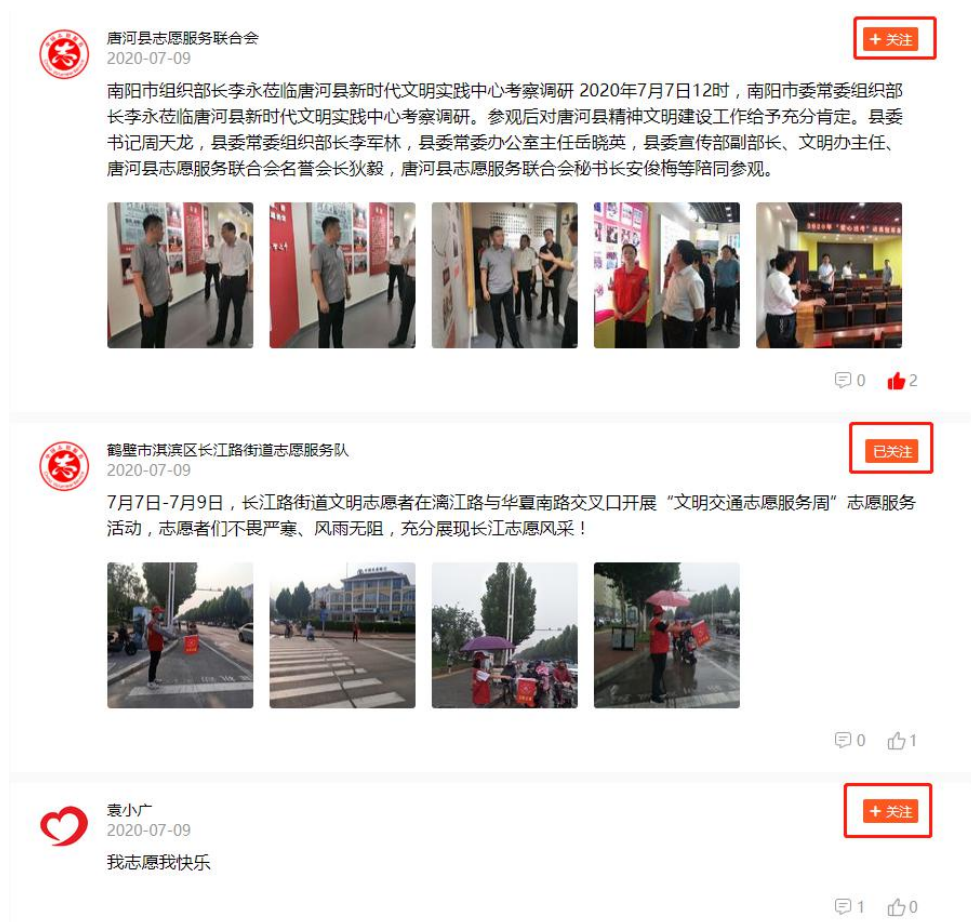 唐河县志愿服务联合会
+ 关注
2020-07-09
南阳市组织部长李永莅临唐河县新时代文明实践中心考察调研 2020年7月7日12时，南阳市委常委组织部
长李永莅临唐河县新时代文明实践中心考察调研。参观后对唐河县精神文明建设工作给予充分肯定。县委
书记周天龙，县委常委组织部长李军林，县委常委办公室主任岳晓英，县委宣传部副部长、文明办主任、
唐河县志愿服务联合会名誉会长狄毅，唐河县志愿服务联合会秘书长安俊梅等陪同参观。
0 2
鹤壁市淇滨区长江路街道志愿服务队
已关注
2020-07-09
7月7日-7月9日，长江路街道文明志愿者在漓江路与华夏南路交叉口开展“文明交通志愿服务周”志愿服务
活动，志愿者们不畏严寒、风雨无阻，充分展现长江志愿风采！
0 1
袁小广
+ 关注
2020-07-09
我志愿我快乐
1 0